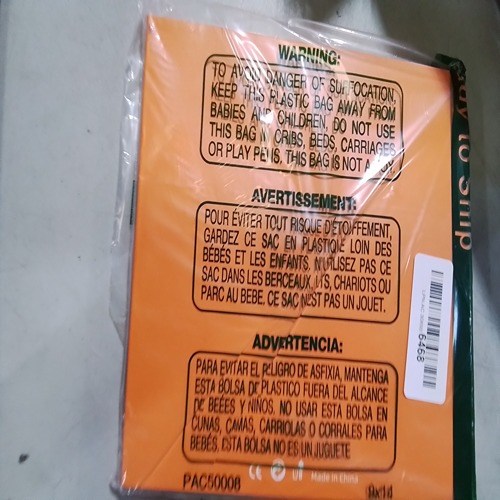 WARNING:
TO AVOID DANGER OF SUFFOCATION,
KEEP THIS PLASTIC BAG AWAY FROM
BABIES AND CHILDREN. DO NOT USE
THIS BAG IN CRIBS, BEDS, CARRIAGES
OR PLAY PENS. THIS BAG IS NOT A
AVERTISSEMENT:
POUR ÉVITER TOUT RISQUE D'ÉTOUFFEMENT,
GARDEZ CE SAC EN PLASTIQUE LOIN DES
BÉBÉS ET LES ENFANTS. N'UTILISEZ PAS CE
SAC DANS LES BERCEAUX, LITS, CHARIOTS OU
PARC AU BEBE. CE SAC N'EST PAS UN JOUET.
ADVERTENCIA:
PARA EVITAR EL PELIGRO DE ASFIXIA, MANTENGA
ESTA BOLSA DE PLASTICO FUERA DEL ALCANCE
DE BEBES Y NIÑOS. NO USAR ESTA BOLSA EN
CUNAS, CAMAS, CARRIOLAS O CORRALES PARA
BEBÉS. ESTA BOLSA NO ES UN JUGUETE
CE
Made in China
PAC50008
9x14
to Ship
6468